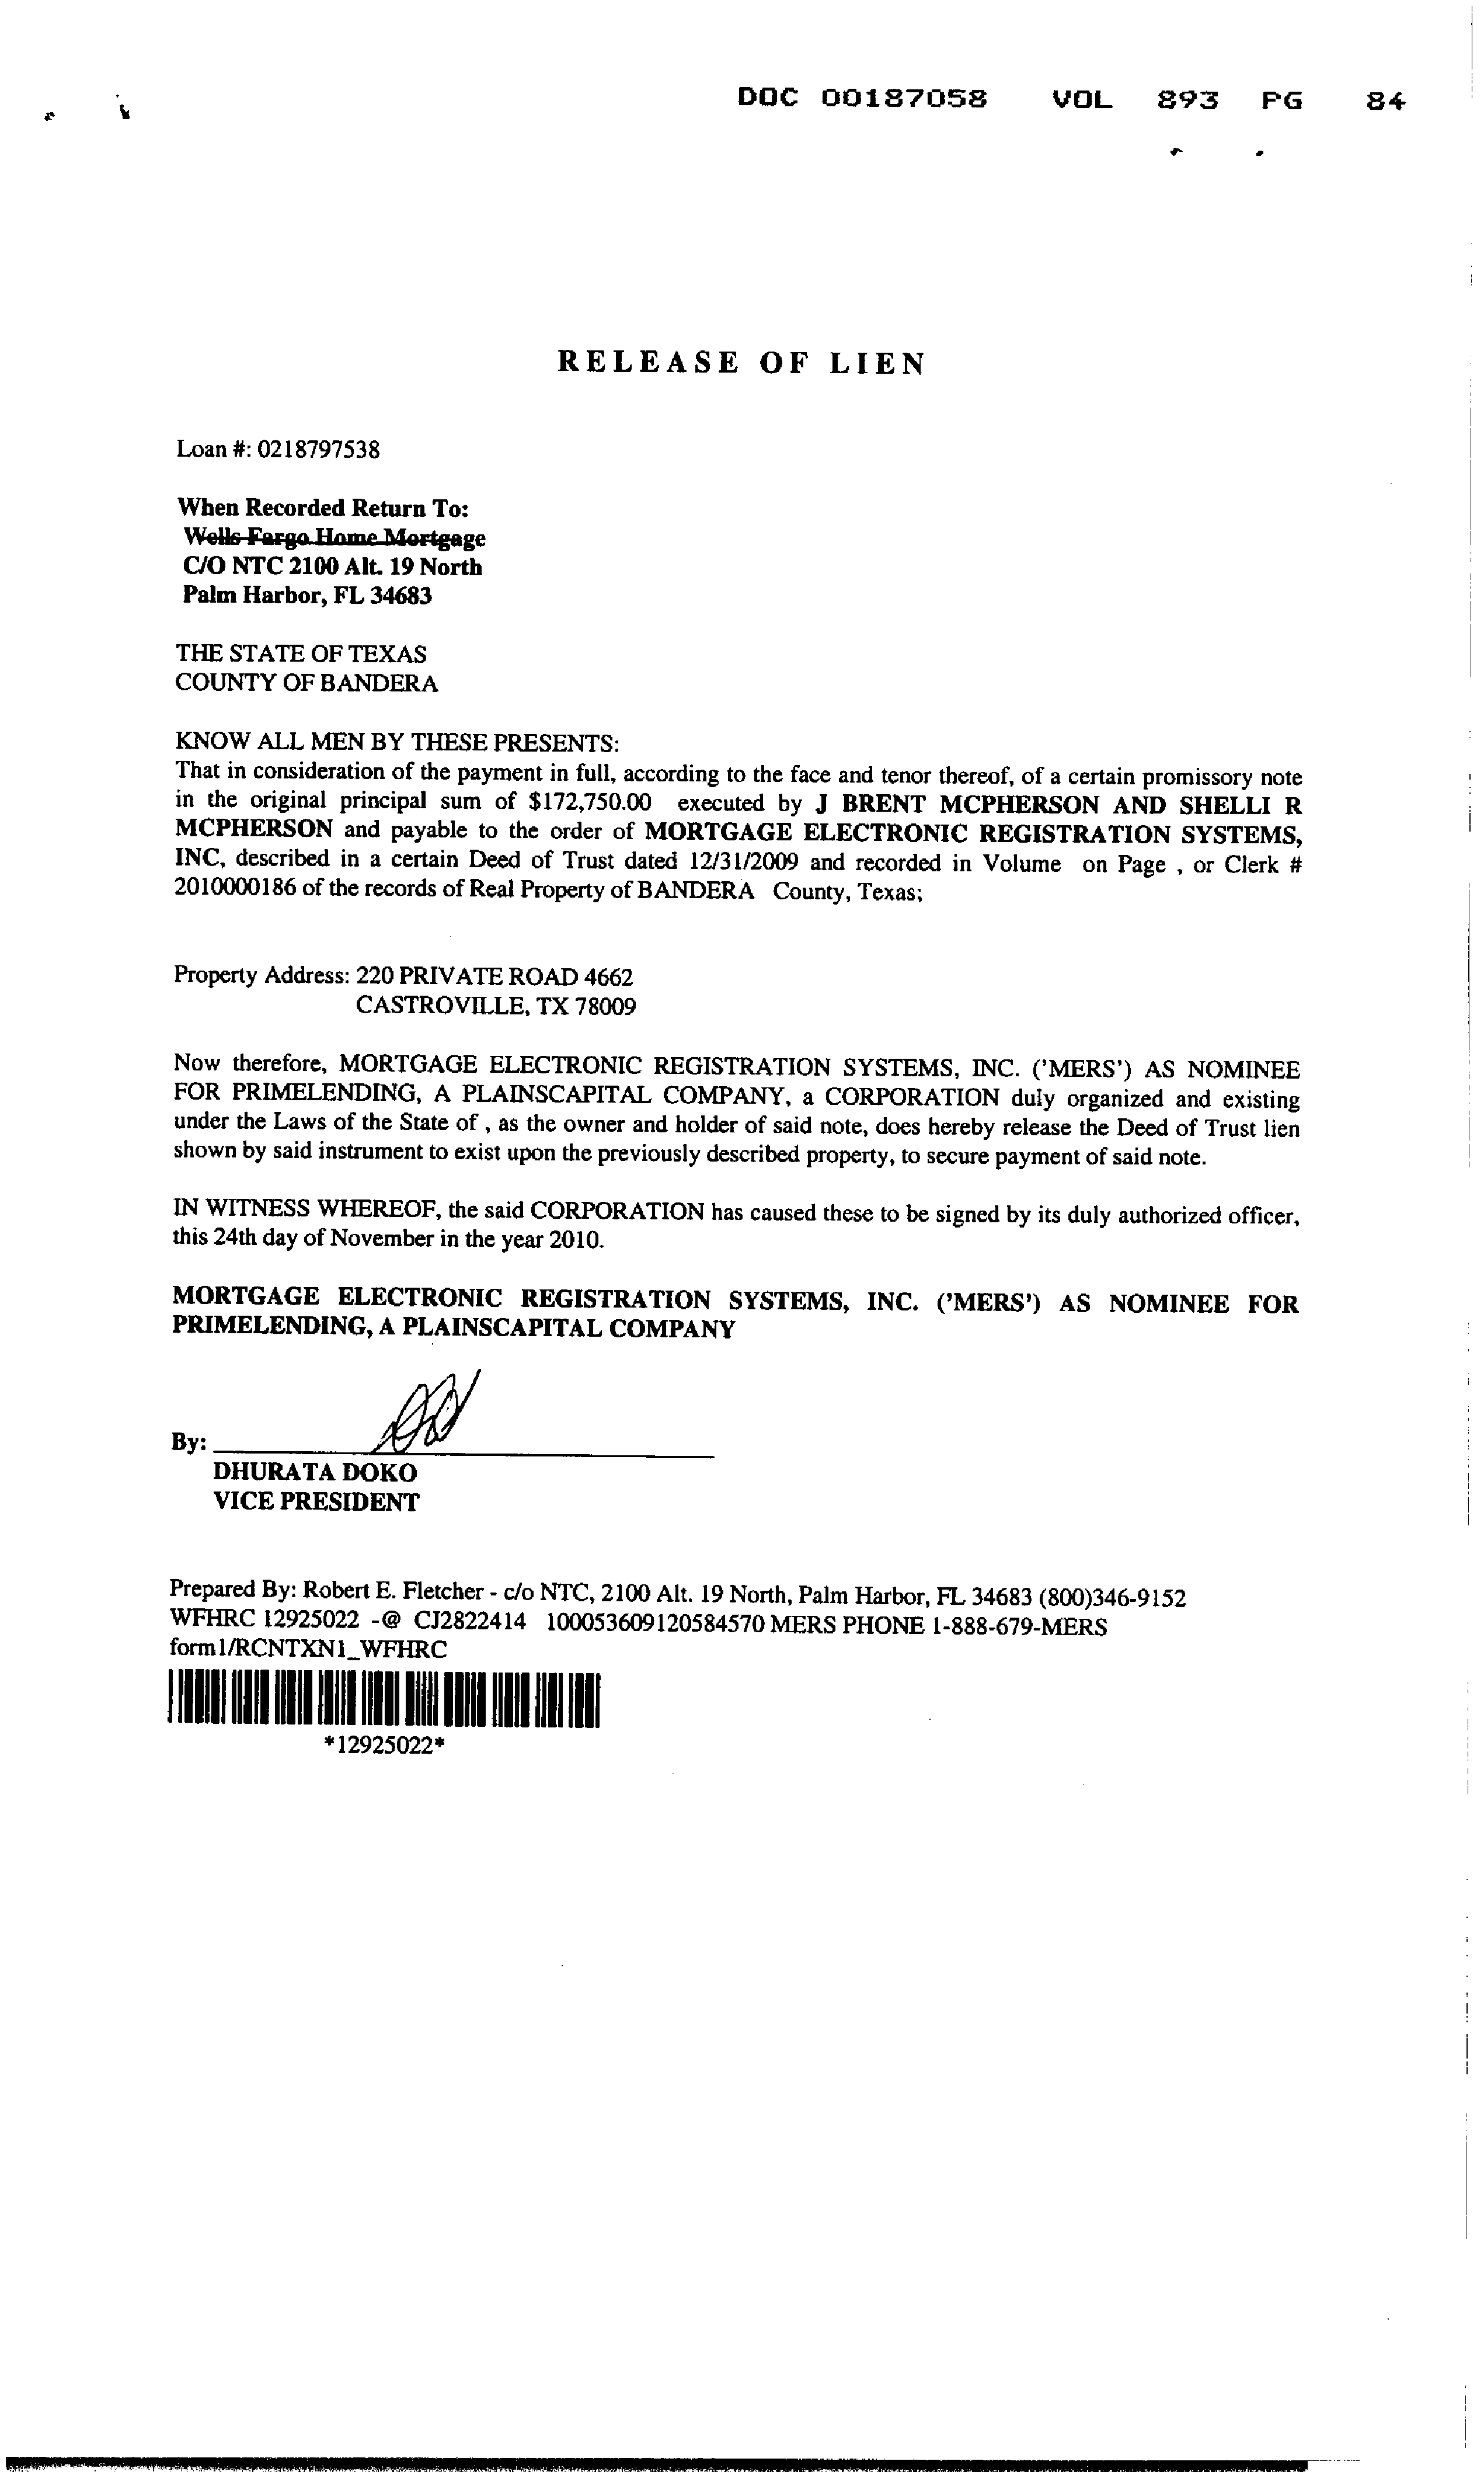 DOC 00187058 VOL 893 PG 84
RELEASE OF LIEN
Loan #: 0218797538
When Recorded Return To:
Wells Fargo Home Mortgage
C/O NTC 2100 Alt. 19 North
Palm Harbor, FL 34683
THE STATE OF TEXAS
COUNTY OF BANDERA
KNOW ALL MEN BY THESE PRESENTS:
That in consideration of the payment in full, according to the face and tenor thereof, of a certain promissory note
in the original principal sum of $172,750.00 executed by J BRENT MCPHERSON AND SHELLI R
MCPHERSON and payable to the order of MORTGAGE ELECTRONIC REGISTRATION SYSTEMS,
INC, described in a certain Deed of Trust dated 12/31/2009 and recorded in Volume on Page , or Clerk #
2010000186 of the records of Real Property of BANDERA County, Texas;
Property Address: 220 PRIVATE ROAD 4662
CASTROVILLE, TX 78009
Now therefore, MORTGAGE ELECTRONIC REGISTRATION SYSTEMS, INC. ('MERS') AS NOMINEE
FOR PRIMELENDING, A PLAINSCAPITAL COMPANY, a CORPORATION duly organized and existing
under the Laws of the State of , as the owner and holder of said note, does hereby release the Deed of Trust lien
shown by said instrument to exist upon the previously described property, to secure payment of said note.
IN WITNESS WHEREOF, the said CORPORATION has caused these to be signed by its duly authorized officer,
this 24th day of November in the year 2010.
MORTGAGE ELECTRONIC REGISTRATION SYSTEMS, INC. ('MERS') AS NOMINEE FOR
PRIMELENDING, A PLAINSCAPITAL COMPANY
By:
DHURATA DOKO
VICE PRESIDENT
Prepared By: Robert E. Fletcher - c/o NTC, 2100 Alt. 19 North, Palm Harbor, FL 34683 (800)346-9152
WFHRC 12925022 -@ CJ2822414 100053609120584570 MERS PHONE 1-888-679-MERS
form1/RCNTXN1_WFHRC
*12925022*